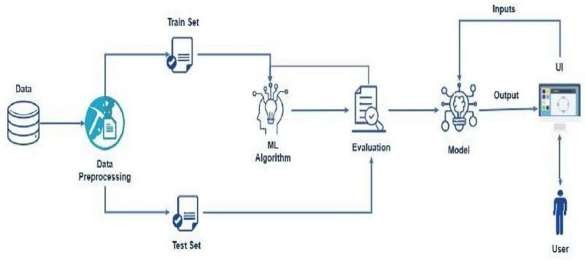 Inputs
Train Set
UI
Data
Output
ML
Algorithm
Evaluation
Model
Data
Preprocessing
Test Set
User